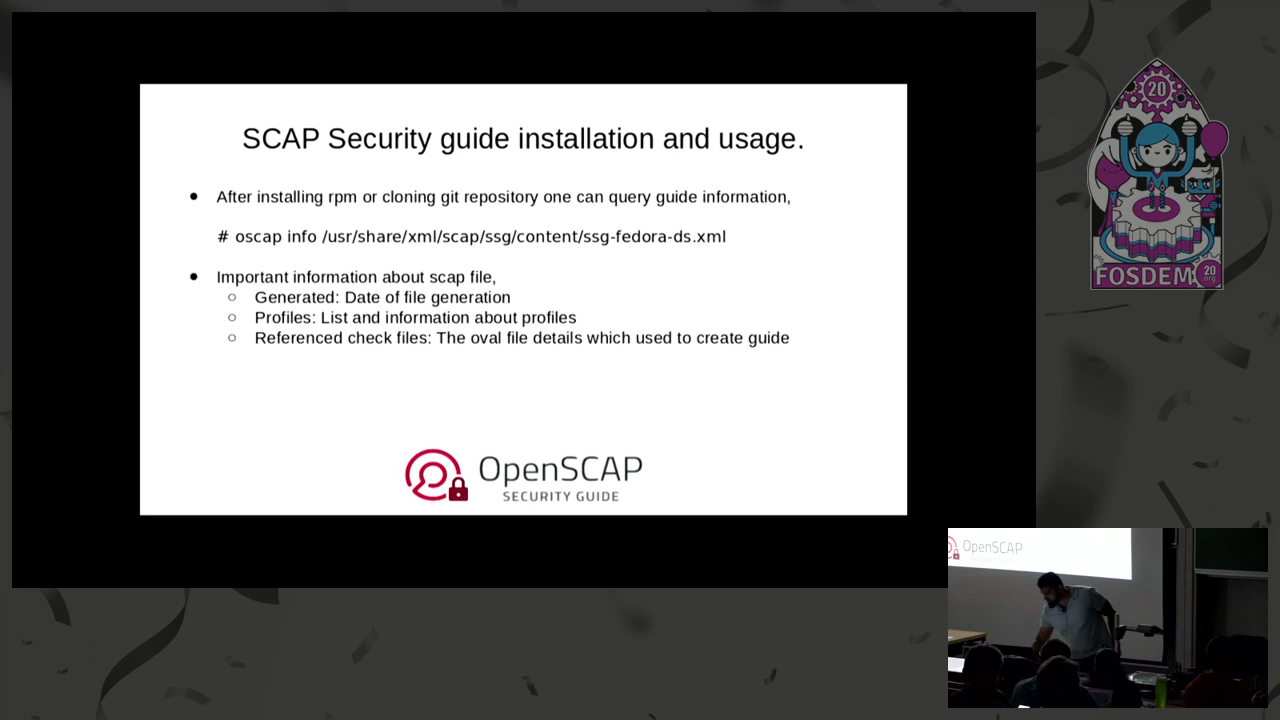 SCAP Security guide installation and usage.
After installing rpm or cloning git repository one can query guide information,
# oscap info /usr/share/xml/scap/ssg/content/ssg-fedora-ds.xml
Important information about scap file,
Generated: Date of file generation
Profiles: List and information about profiles
Referenced check files: The oval file details which used to create guide
OpenSCAP
SECURITY GUIDE
20
FOSDEM
20
.org
OpenSCAP